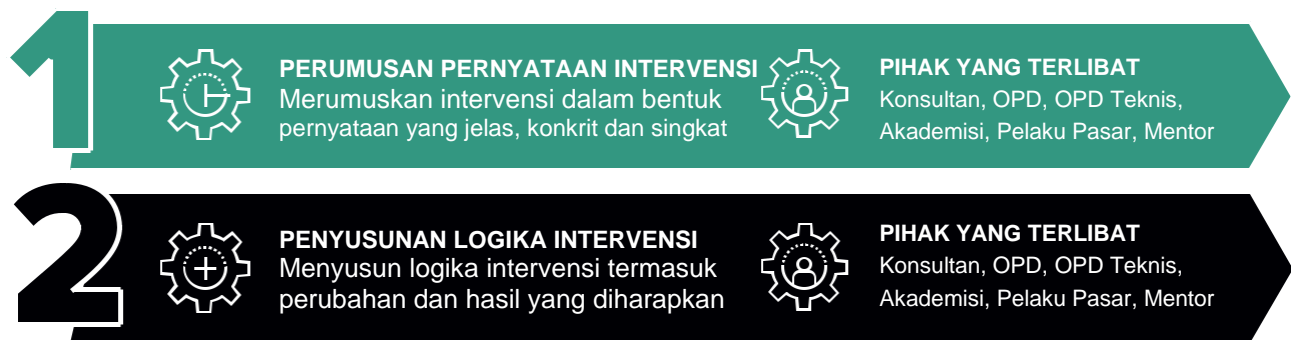 1
PERUMUSAN PERNYATAAN INTERVENSI
Merumuskan intervensi dalam bentuk
pernyataan yang jelas, konkrit dan singkat
PIHAK YANG TERLIBAT
Konsultan, OPD, OPD Teknis,
Akademisi, Pelaku Pasar, Mentor
2
PENYUSUNAN LOGIKA INTERVENSI
Menyusun logika intervensi termasuk
perubahan dan hasil yang diharapkan
PIHAK YANG TERLIBAT
Konsultan, OPD, OPD Teknis,
Akademisi, Pelaku Pasar, Mentor